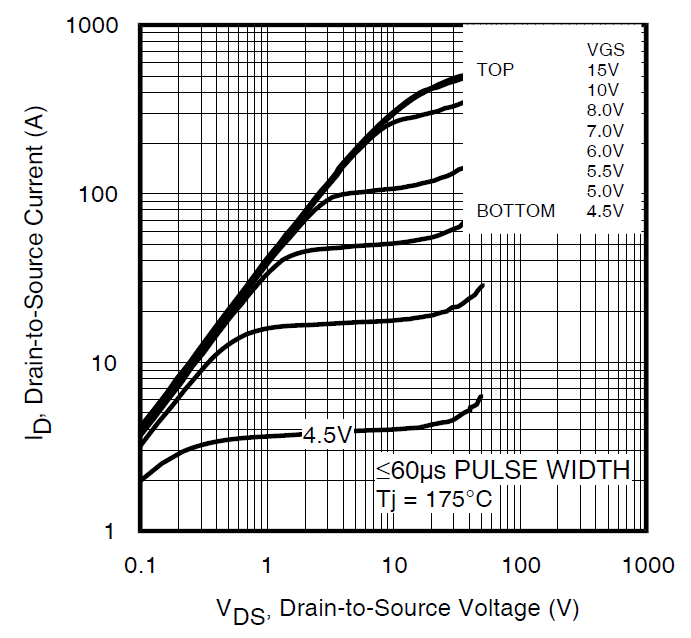 1000
100
10
1
0.1
1
10
100
1000
ID, Drain-to-Source Current (A)
VDS, Drain-to-Source Voltage (V)
VGS
TOP 15V
10V
8.0V
7.0V
6.0V
5.5V
5.0V
BOTTOM 4.5V
4.5V
≤60µs PULSE WIDTH
Tj = 175°C